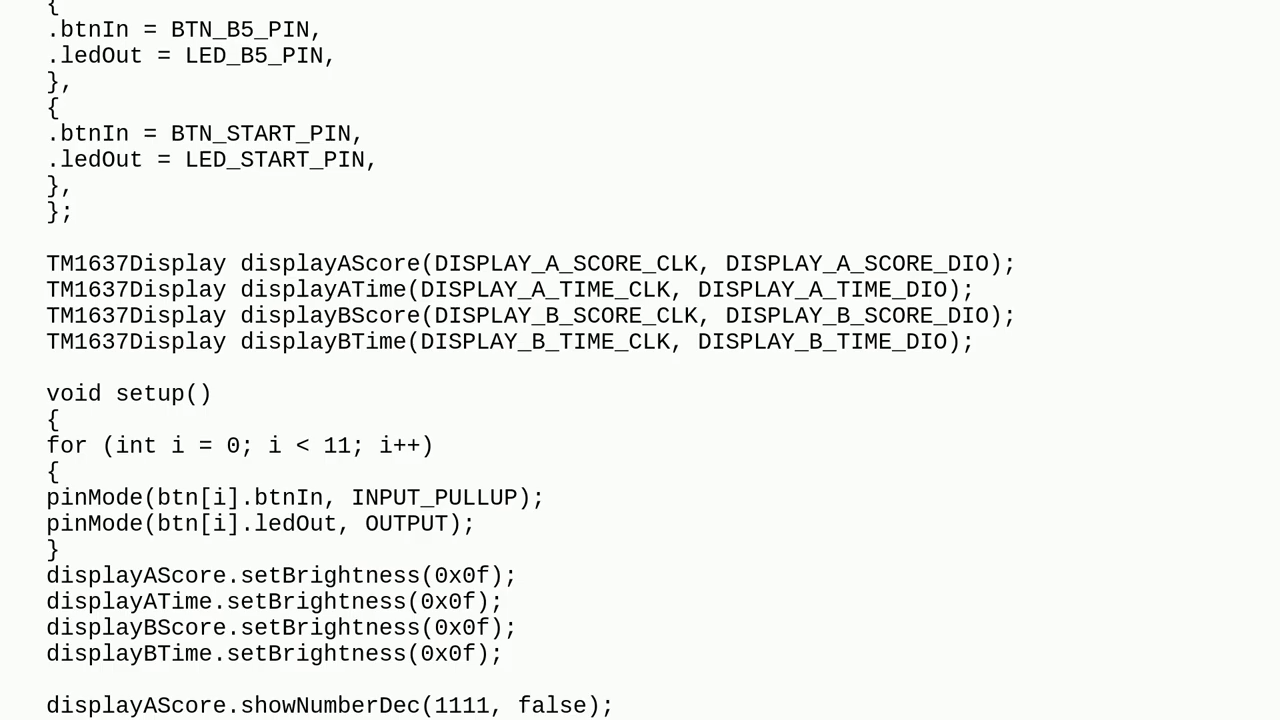 {
.btnIn = BTN_B5_PIN,
.ledOut = LED_B5_PIN,
},
{
.btnIn = BTN_START_PIN,
.ledOut = LED_START_PIN,
},
};
TM1637Display displayAScore(DISPLAY_A_SCORE_CLK, DISPLAY_A_SCORE_DIO);
TM1637Display displayATime(DISPLAY_A_TIME_CLK, DISPLAY_A_TIME_DIO);
TM1637Display displayBScore(DISPLAY_B_SCORE_CLK, DISPLAY_B_SCORE_DIO);
TM1637Display displayBTime(DISPLAY_B_TIME_CLK, DISPLAY_B_TIME_DIO);
void setup()
{
for (int i = 0; i < 11; i++)
{
pinMode(btn[i].btnIn, INPUT_PULLUP);
pinMode(btn[i].ledOut, OUTPUT);
}
displayAScore.setBrightness(0x0f);
displayATime.setBrightness(0x0f);
displayBScore.setBrightness(0x0f);
displayBTime.setBrightness(0x0f);
displayAScore.showNumberDec(1111, false);